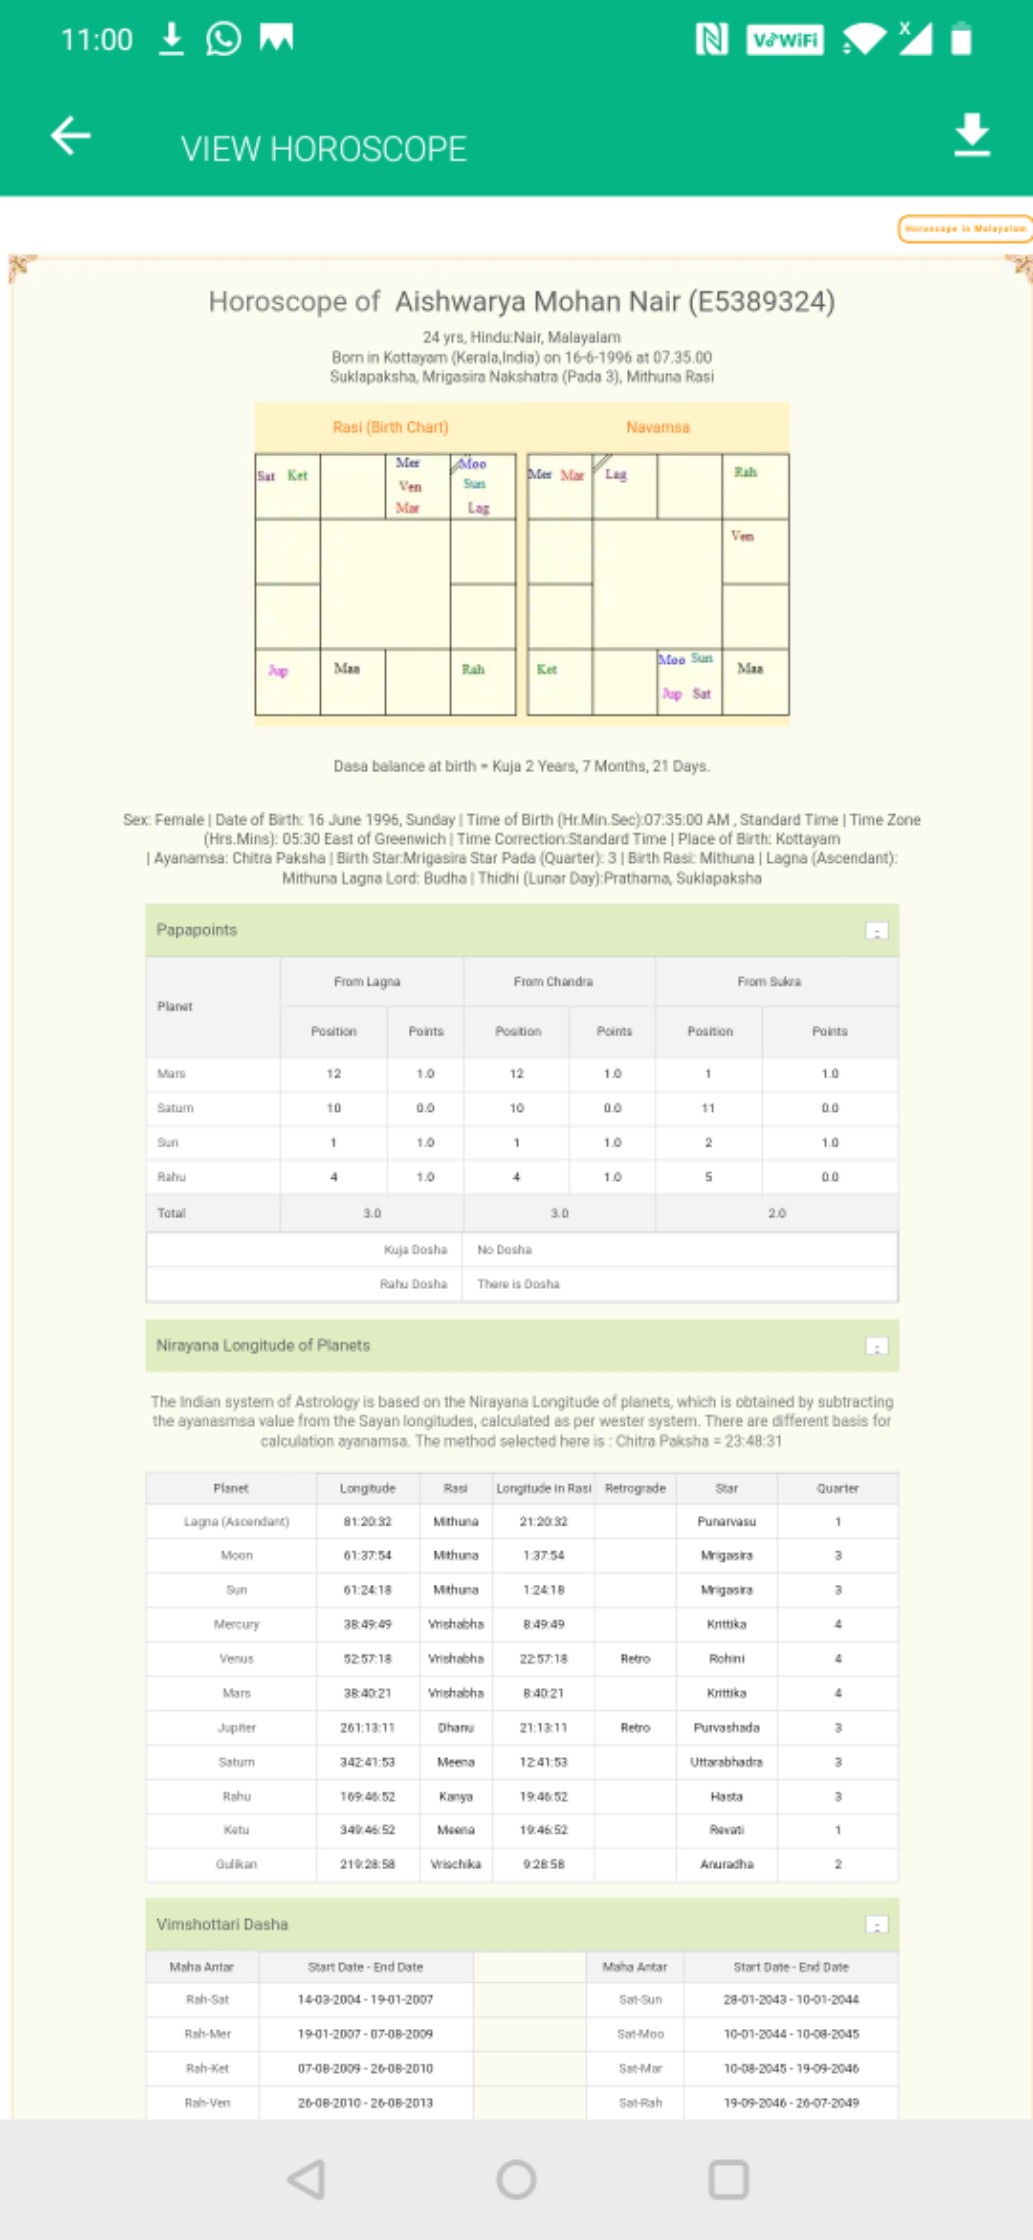 11:00
VoWiFi
X
VIEW HOROSCOPE
Horoscope in Malayalam
Horoscope of Aishwarya Mohan Nair (E5389324)
24 yrs, Hindu:Nair, Malayalam
Born in Kottayam (Kerala,India) on 16-6-1996 at 07.35.00
Suklapaksha, Mrigasira Nakshatra (Pada 3), Mithuna Rasi
Rasi (Birth Chart) Navamsa
Sat Ket Mer Ven Mar Moo Sun Lag
Jup Maa Rah
Mer Mar Lag Rah
Ven
Ket Moo Sun Jup Sat Maa
Dasa balance at birth = Kuja 2 Years, 7 Months, 21 Days.
Sex: Female | Date of Birth: 16 June 1996, Sunday | Time of Birth (Hr.Min.Sec):07:35:00 AM , Standard Time | Time Zone
(Hrs.Mins): 05:30 East of Greenwich | Time Correction:Standard Time | Place of Birth: Kottayam
| Ayanamsa: Chitra Paksha | Birth Star:Mrigasira Star Pada (Quarter): 3 | Birth Rasi: Mithuna | Lagna (Ascendant):
Mithuna Lagna Lord: Budha | Thidhi (Lunar Day):Prathama, Suklapaksha
Papapoints
Planet From Lagna From Chandra From Sukra
Position Points Position Points Position Points
Mars 12 1.0 12 1.0 1 1.0
Saturn 10 0.0 10 0.0 11 0.0
Sun 1 1.0 1 1.0 2 1.0
Rahu 4 1.0 4 1.0 5 0.0
Total 3.0 3.0 2.0
Kuja Dosha No Dosha
Rahu Dosha There is Dosha
Nirayana Longitude of Planets
The Indian system of Astrology is based on the Nirayana Longitude of planets, which is obtained by subtracting
the ayanasmsa value from the Sayan longitudes, calculated as per wester system. There are different basis for
calculation ayanamsa. The method selected here is : Chitra Paksha = 23:48:31
Planet Longitude Rasi Longitude in Rasi Retrograde Star Quarter
Lagna (Ascendant) 81:20:32 Mithuna 21:20:32 Punarvasu 1
Moon 61:37:54 Mithuna 1:37:54 Mrigasira 3
Sun 61:24:18 Mithuna 1:24:18 Mrigasira 3
Mercury 38:49:49 Vrishabha 8:49:49 Krittika 4
Venus 52:57:18 Vrishabha 22:57:18 Retro Rohini 4
Mars 38:40:21 Vrishabha 8:40:21 Krittika 4
Jupiter 261:13:11 Dhanu 21:13:11 Retro Purvashada 3
Saturn 342:41:53 Meena 12:41:53 Uttarabhadra 3
Rahu 169:46:52 Kanya 19:46:52 Hasta 3
Ketu 349:46:52 Meena 19:46:52 Revati 1
Gulikan 219:28:58 Vrischika 9:28:58 Anuradha 2
Vimshottari Dasha
Maha Antar Start Date - End Date Maha Antar Start Date - End Date
Rah-Sat 14-03-2004 - 19-01-2007 Sat-Sun 28-01-2043 - 10-01-2044
Rah-Mer 19-01-2007 - 07-08-2009 Sat-Moo 10-01-2044 - 10-08-2045
Rah-Ket 07-08-2009 - 26-08-2010 Sat-Mar 10-08-2045 - 19-09-2046
Rah-Ven 26-08-2010 - 26-08-2013 Sat-Rah 19-09-2046 - 26-07-2049